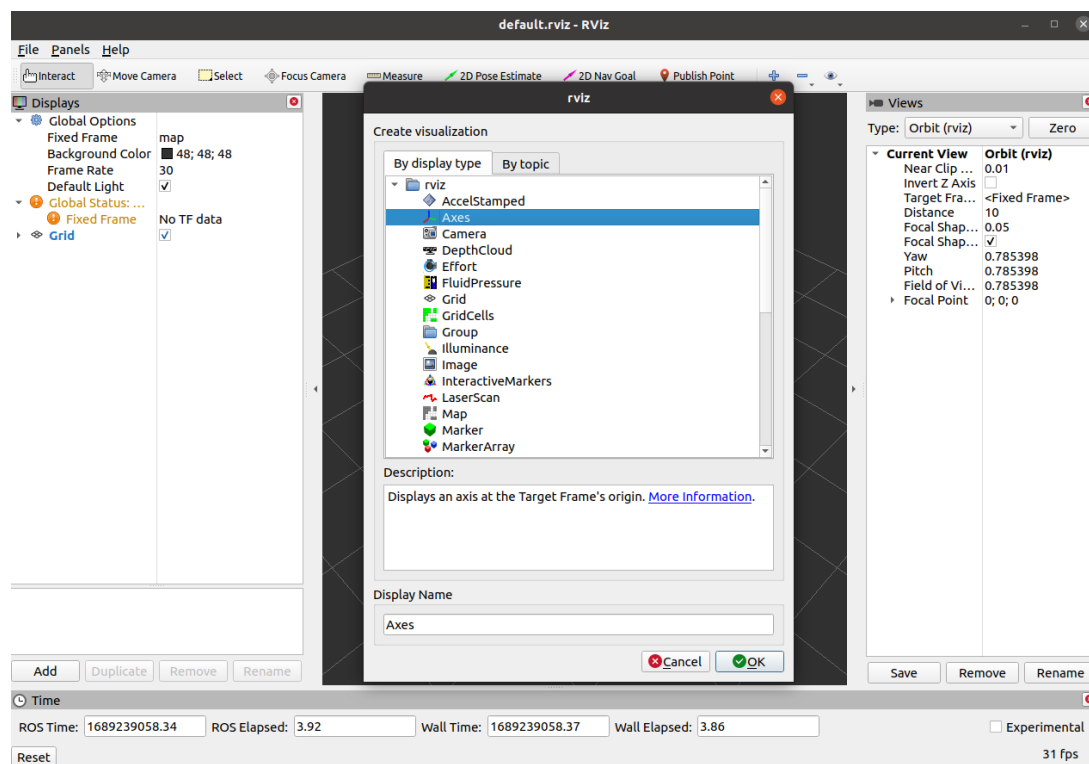 default.rviz - RViz
File Panels Help
Interact Move Camera Select Focus Camera Measure 2D Pose Estimate 2D Nav Goal Publish Point
Displays
Global Options
Fixed Frame map
Background Color 48; 48; 48
Frame Rate 30
Default Light
Global Status: ...
Fixed Frame No TF data
Grid
Add Duplicate Remove Rename
rviz
Create visualization
By display type By topic
rviz
AccelStamped
Axes
Camera
DepthCloud
Effort
FluidPressure
Grid
GridCells
Group
Illuminance
Image
InteractiveMarkers
LaserScan
Map
Marker
MarkerArray
Description:
Displays an axis at the Target Frame's origin. More Information.
Display Name
Axes
Cancel OK
Views
Type: Orbit (rviz) Zero
Current View Orbit (rviz)
Near Clip ... 0.01
Invert Z Axis
Target Fra... <Fixed Frame>
Distance 10
Focal Shap... 0.05
Focal Shap...
Yaw 0.785398
Pitch 0.785398
Field of Vi... 0.785398
Focal Point 0; 0; 0
Save Remove Rename
Time
ROS Time: 1689239058.34 ROS Elapsed: 3.92 Wall Time: 1689239058.37 Wall Elapsed: 3.86 Experimental
Reset 31 fps